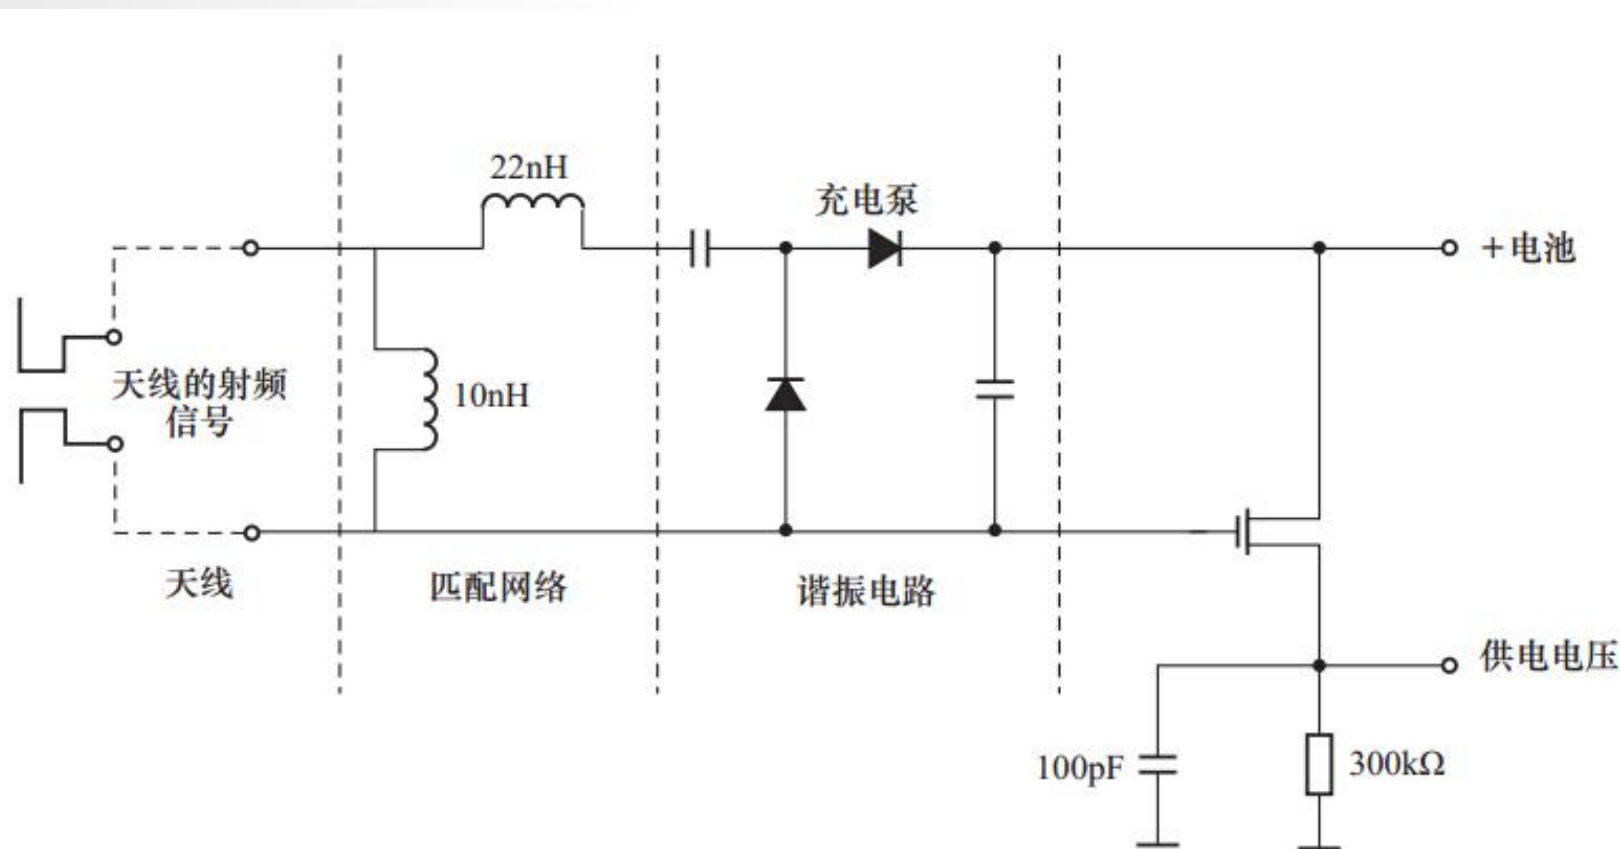 22nH
充电泵
+电池
天线的射频
信号
10nH
天线
匹配网络
谐振电路
供电电压
100pF
300kΩ